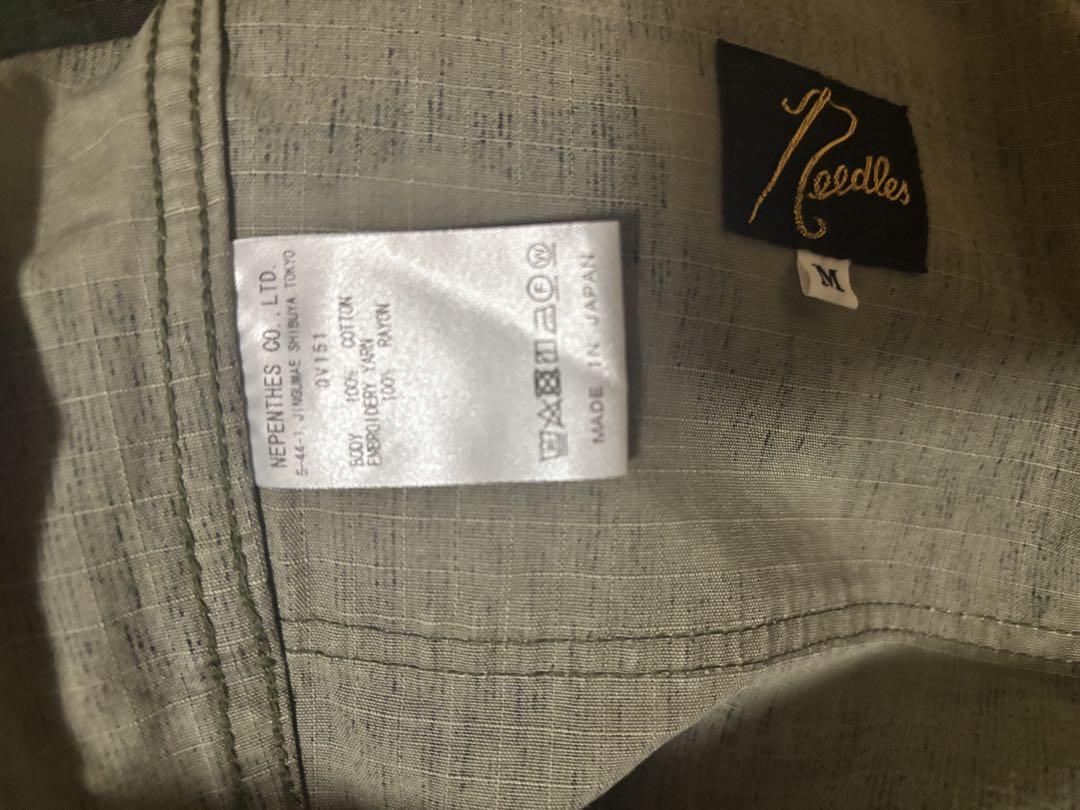 Needles
M
NEPENTHES CO., LTD.
5-44-1 JINGUMAE SHIBUYA TOKYO
OV151
BODY 100% COTTON
EMBROIDERY YARN
100% RAYON
W
F
MADE IN JAPAN